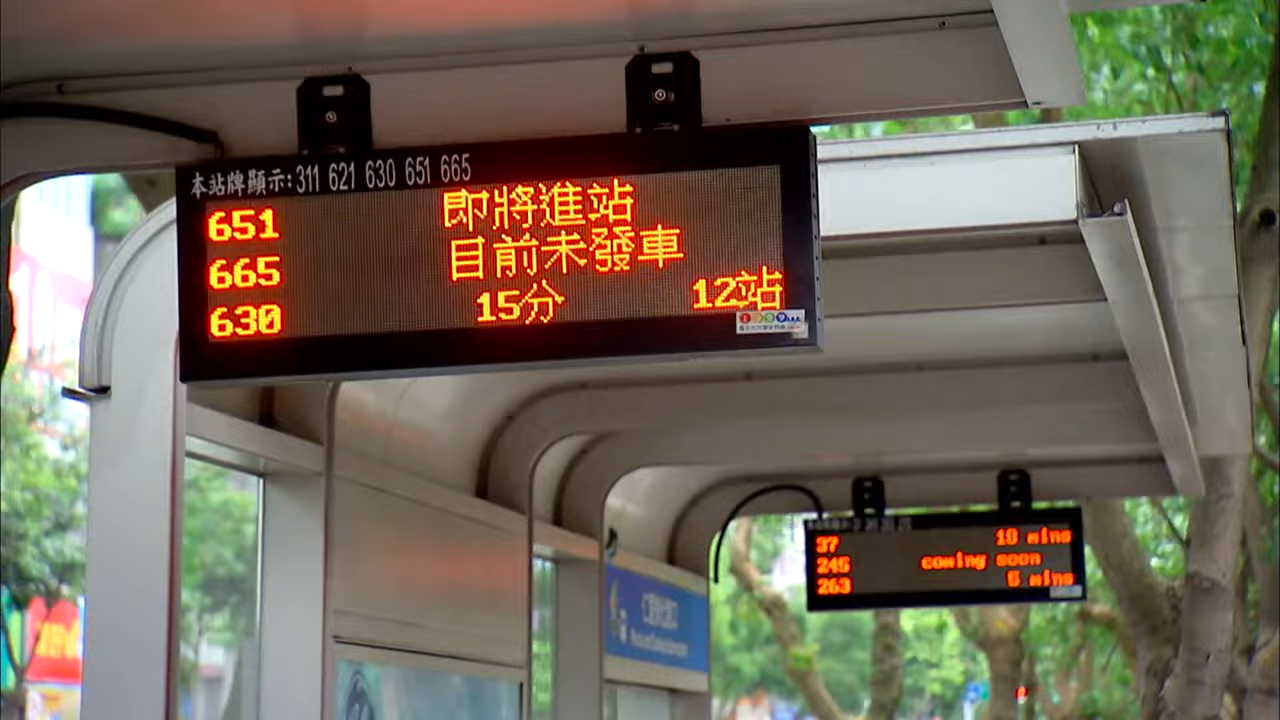 本站牌顯示:311 621 630 651 665
651 即將進站
665 目前未發車
630 15分 12站
37 10 mins
245 coming soon
263 6 mins